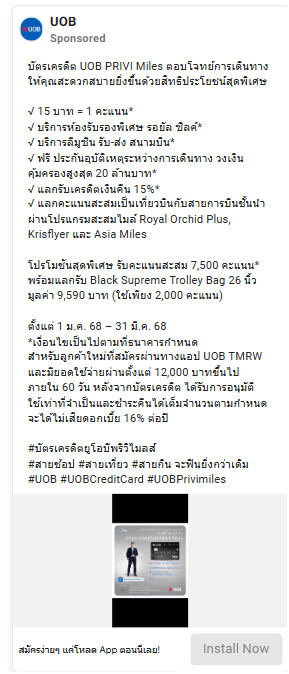 UOB
Sponsored
บัตรเครดิต UOB PRIVI Miles ตอบโจทย์การเดินทาง
ให้คุณสะดวกสบายยิ่งขึ้นด้วยสิทธิประโยชน์สุดพิเศษ
√ 15 บาท = 1 คะแนน*
√ บริการห้องรับรองพิเศษ รอยัล ซิลค์*
√ บริการลีมูซีน รับ-ส่ง สนามบิน*
√ ฟรี ประกันอุบัติเหตุระหว่างการเดินทาง วงเงิน
คุ้มครองสูงสุด 20 ล้านบาท*
√ แลกรับเครดิตเงินคืน 15%*
√ แลกคะแนนสะสมเป็นเที่ยวบินกับสายการบินชั้นนำ
ผ่านโปรแกรมสะสมไมล์ Royal Orchid Plus,
Krisflyer และ Asia Miles
โปรโมชั่นสุดพิเศษ รับคะแนนสะสม 7,500 คะแนน*
พร้อมแลกรับ Black Supreme Trolley Bag 26 นิ้ว
มูลค่า 9,590 บาท (ใช้เพียง 2,000 คะแนน)
ตั้งแต่ 1 ม.ค. 68 – 31 มี.ค. 68
*เงื่อนไขเป็นไปตามที่ธนาคารกำหนด
สำหรับลูกค้าใหม่ที่สมัครผ่านทางแอป UOB TMRW
และมียอดใช้จ่ายผ่านตั้งแต่ 12,000 บาทขึ้นไป
ภายใน 60 วัน หลังจากบัตรเครดิต ได้รับการอนุมัติ
ใช้เท่าที่จำเป็นและชำระคืนได้เต็มจำนวนตามกำหนด
จะได้ไม่เสียดอกเบี้ย 16% ต่อปี
#บัตรเครดิตยูโอบีพรีวิไมลส์
#สายช้อป #สายเที่ยว #สายกิน จะฟินยิ่งกว่าเดิม
#UOB #UOBCreditCard #UOBPrivimiles
สมัครง่ายๆ แค่โหลด App ตอนนี้เลย!
Install Now